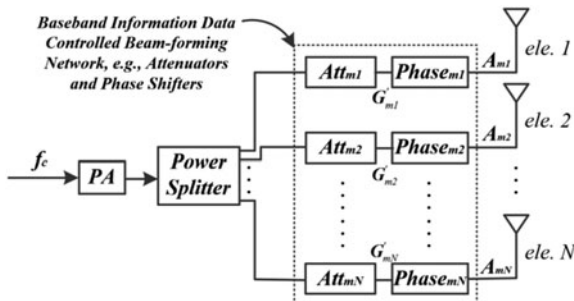 Baseband Information Data
Controlled Beam-forming
Network, e.g., Attenuators
and Phase Shifters
fc
PA
Power
Splitter
Attm1
G'm1
Phasem1
Am1
ele. 1
Attm2
G'm2
Phasem2
Am2
ele. 2
AttmN
G'mN
PhasemN
AmN
ele. N